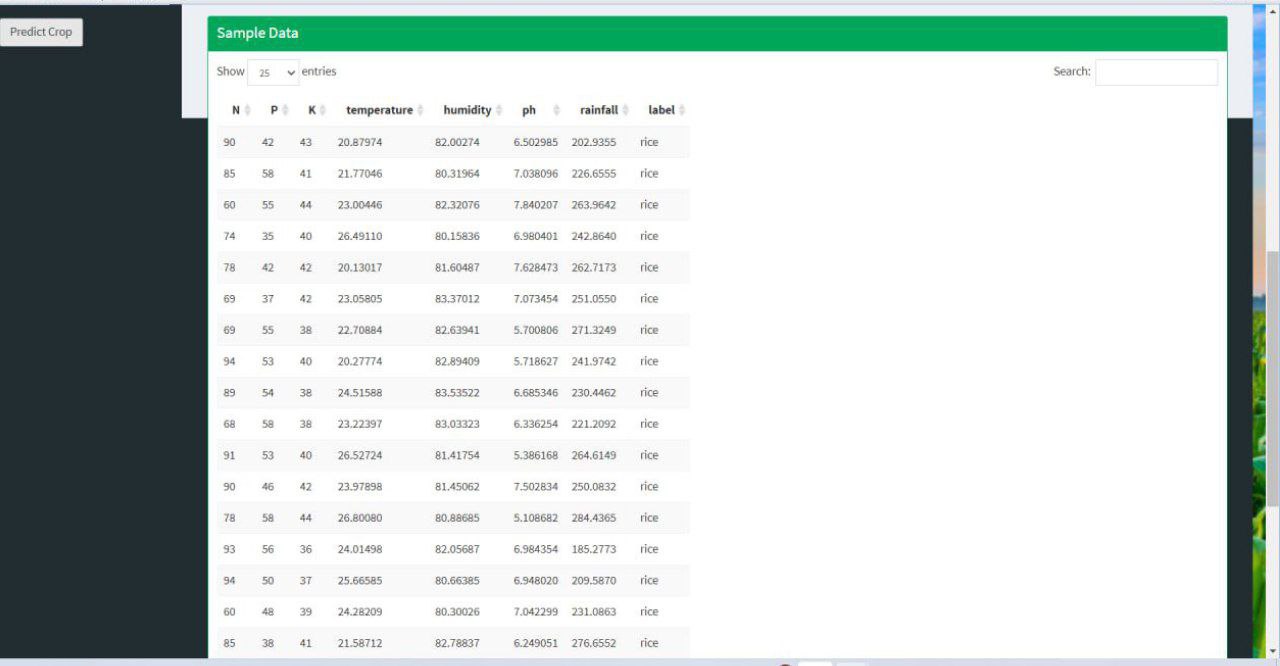 Predict Crop
Sample Data
Show 25 entries
Search:
N P K temperature humidity ph rainfall label
90 42 43 20.87974 82.00274 6.502985 202.9355 rice
85 58 41 21.77046 80.31964 7.038096 226.6555 rice
60 55 44 23.00446 82.32076 7.840207 263.9642 rice
74 35 40 26.49110 80.15836 6.980401 242.8640 rice
78 42 42 20.13017 81.60487 7.628473 262.7173 rice
69 37 42 23.05805 83.37012 7.073454 251.0550 rice
69 55 38 22.70884 82.63941 5.700806 271.3249 rice
94 53 40 20.27774 82.89409 5.718627 241.9742 rice
89 54 38 24.51588 83.53522 6.685346 230.4462 rice
68 58 38 23.22397 83.03323 6.336254 221.2092 rice
91 53 40 26.52724 81.41754 5.386168 264.6149 rice
90 46 42 23.97898 81.45062 7.502834 250.0832 rice
78 58 44 26.80080 80.88685 5.108682 284.4365 rice
93 56 36 24.01498 82.05687 6.984354 185.2773 rice
94 50 37 25.66585 80.66385 6.948020 209.5870 rice
60 48 39 24.28209 80.30026 7.042299 231.0863 rice
85 38 41 21.58712 82.78837 6.249051 276.6552 rice